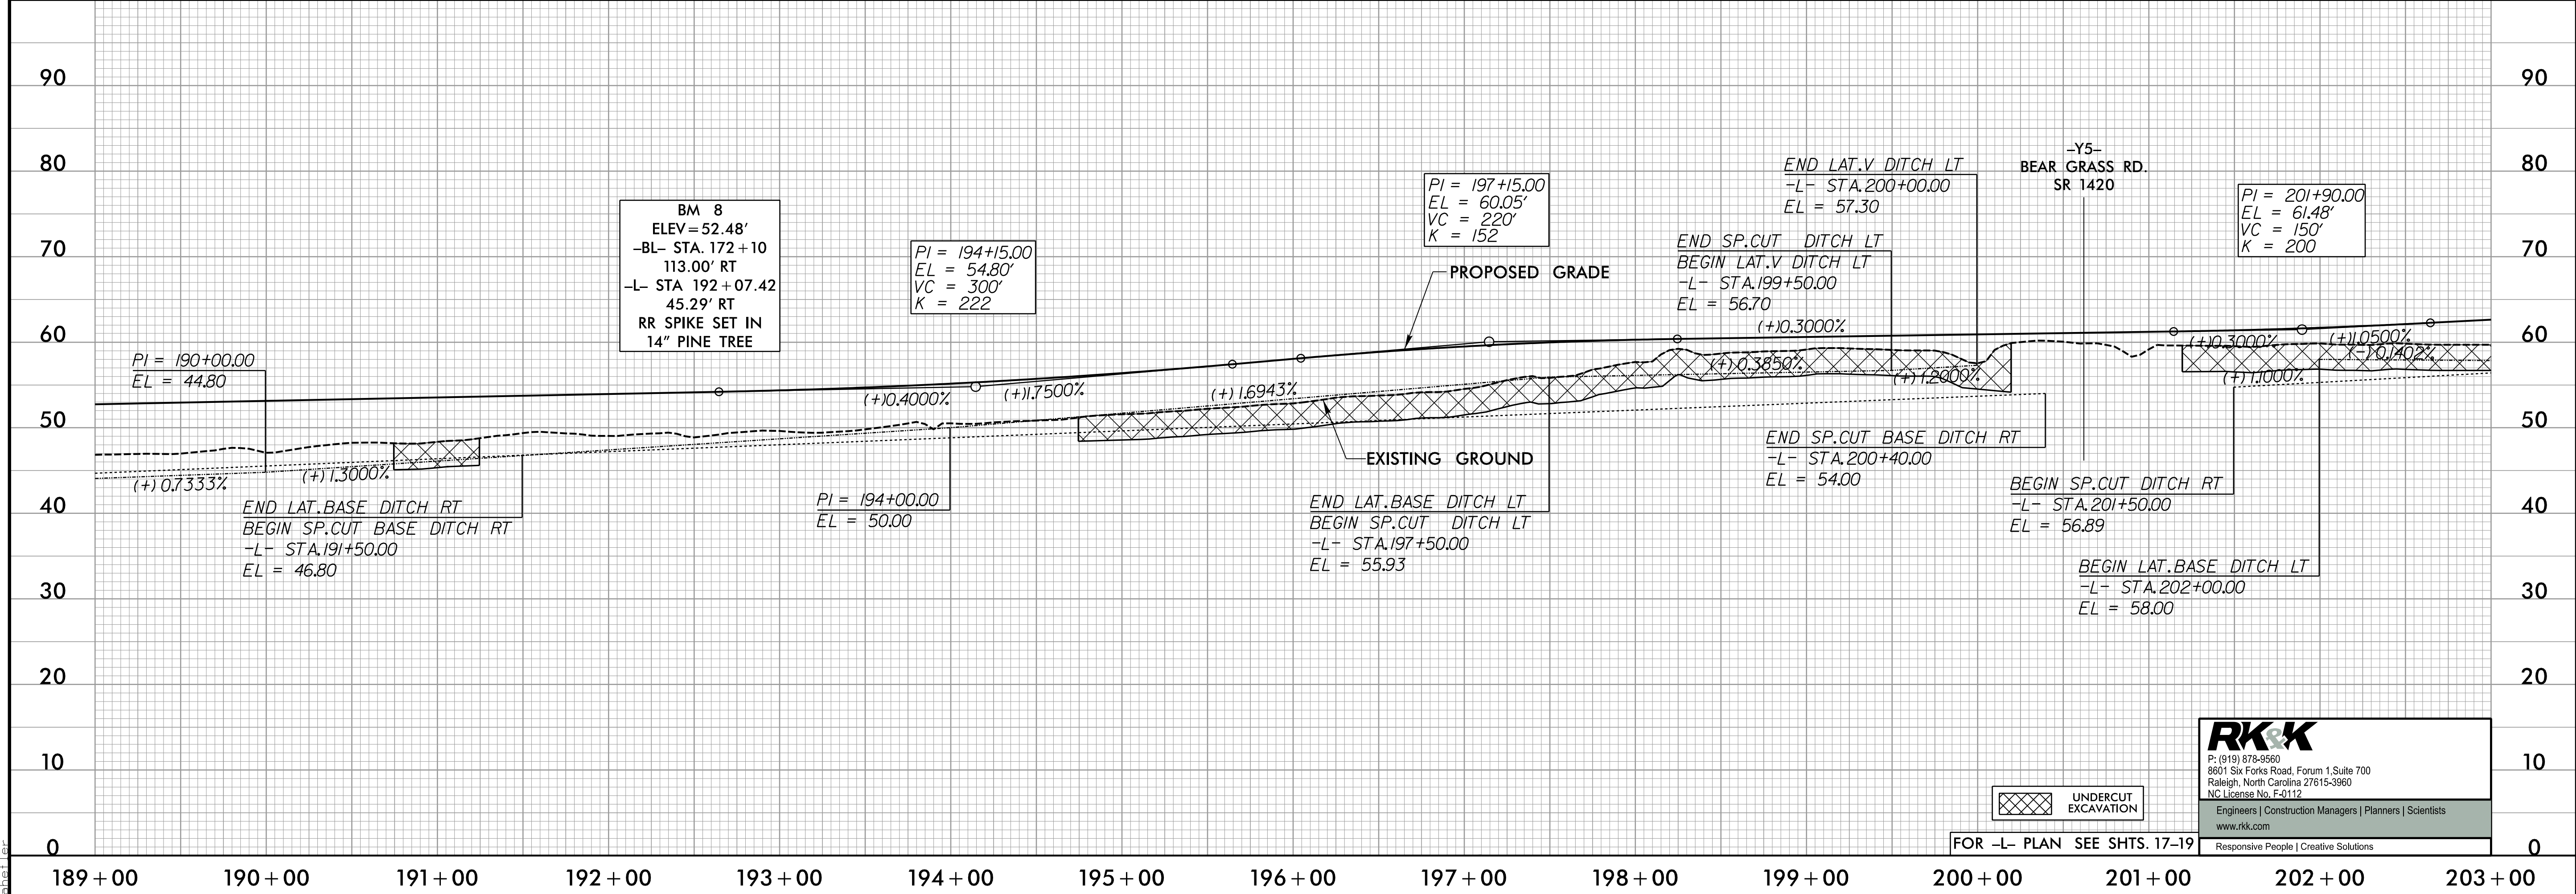 90
80
70
60
50
40
30
20
10
0
90
80
70
60
50
40
30
20
10
0
PI = 190+00.00
EL = 44.80
(+) 0.7333%
(+) 1.3000%
END LAT. BASE DITCH RT
BEGIN SP. CUT BASE DITCH RT
-L- STA. 191+50.00
EL = 46.80
BM 8
ELEV=52.48'
-BL- STA. 172+10
113.00' RT
-L- STA 192+07.42
45.29' RT
RR SPIKE SET IN
14" PINE TREE
PI = 194+15.00
EL = 54.80'
VC = 300'
K = 222
(+)0.4000%
(+)1.7500%
PI = 194+00.00
EL = 50.00
(+) 1.6943%
PI = 197+15.00
EL = 60.05'
VC = 220'
K = 152
PROPOSED GRADE
EXISTING GROUND
END LAT. BASE DITCH LT
BEGIN SP. CUT DITCH LT
-L- STA. 197+50.00
EL = 55.93
END LAT. V DITCH LT
-L- STA. 200+00.00
EL = 57.30
END SP. CUT DITCH LT
BEGIN LAT. V DITCH LT
-L- STA. 199+50.00
EL = 56.70
(+)0.3000%
(+) 0.3850%
(+) 1.2000%
END SP. CUT BASE DITCH RT
-L- STA. 200+40.00
EL = 54.00
-Y5-
BEAR GRASS RD.
SR 1420
PI = 201+90.00
EL = 61.48'
VC = 150'
K = 200
(+)0.3000%
(+)1.0500%
(-) 0.1402%
(+) 1.1000%
BEGIN SP. CUT DITCH RT
-L- STA. 201+50.00
EL = 56.89
BEGIN LAT. BASE DITCH LT
-L- STA. 202+00.00
EL = 58.00
UNDERCUT
EXCAVATION
FOR -L- PLAN SEE SHTS. 17-19
RK&K
P: (919) 878-9560
8601 Six Forks Road, Forum 1, Suite 700
Raleigh, North Carolina 27615-3960
NC License No. F-0112
Engineers | Construction Managers | Planners | Scientists
www.rkk.com
Responsive People | Creative Solutions
189+00
190+00
191+00
192+00
193+00
194+00
195+00
196+00
197+00
198+00
199+00
200+00
201+00
202+00
203+00